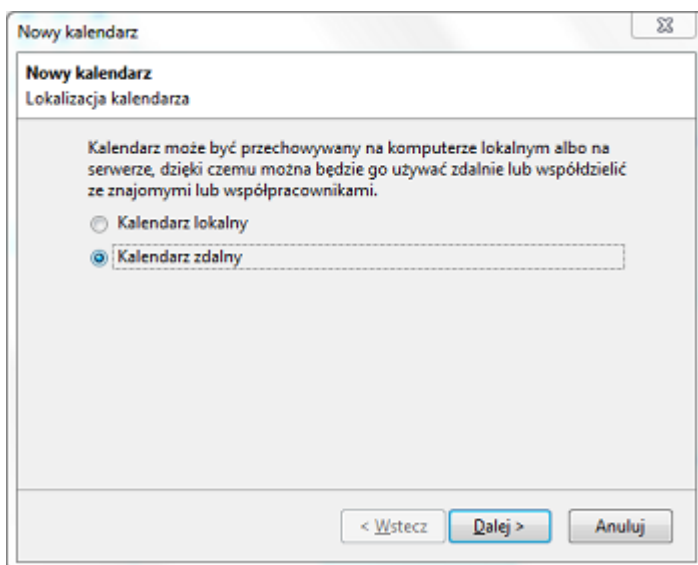 Nowy kalendarz
Nowy kalendarz
Lokalizacja kalendarza
Kalendarz może być przechowywany na komputerze lokalnym albo na
serwerze, dzięki czemu można będzie go używać zdalnie lub współdzielić
ze znajomymi lub współpracownikami.
Kalendarz lokalny
Kalendarz zdalny
< Wstecz
Dalej >
Anuluj